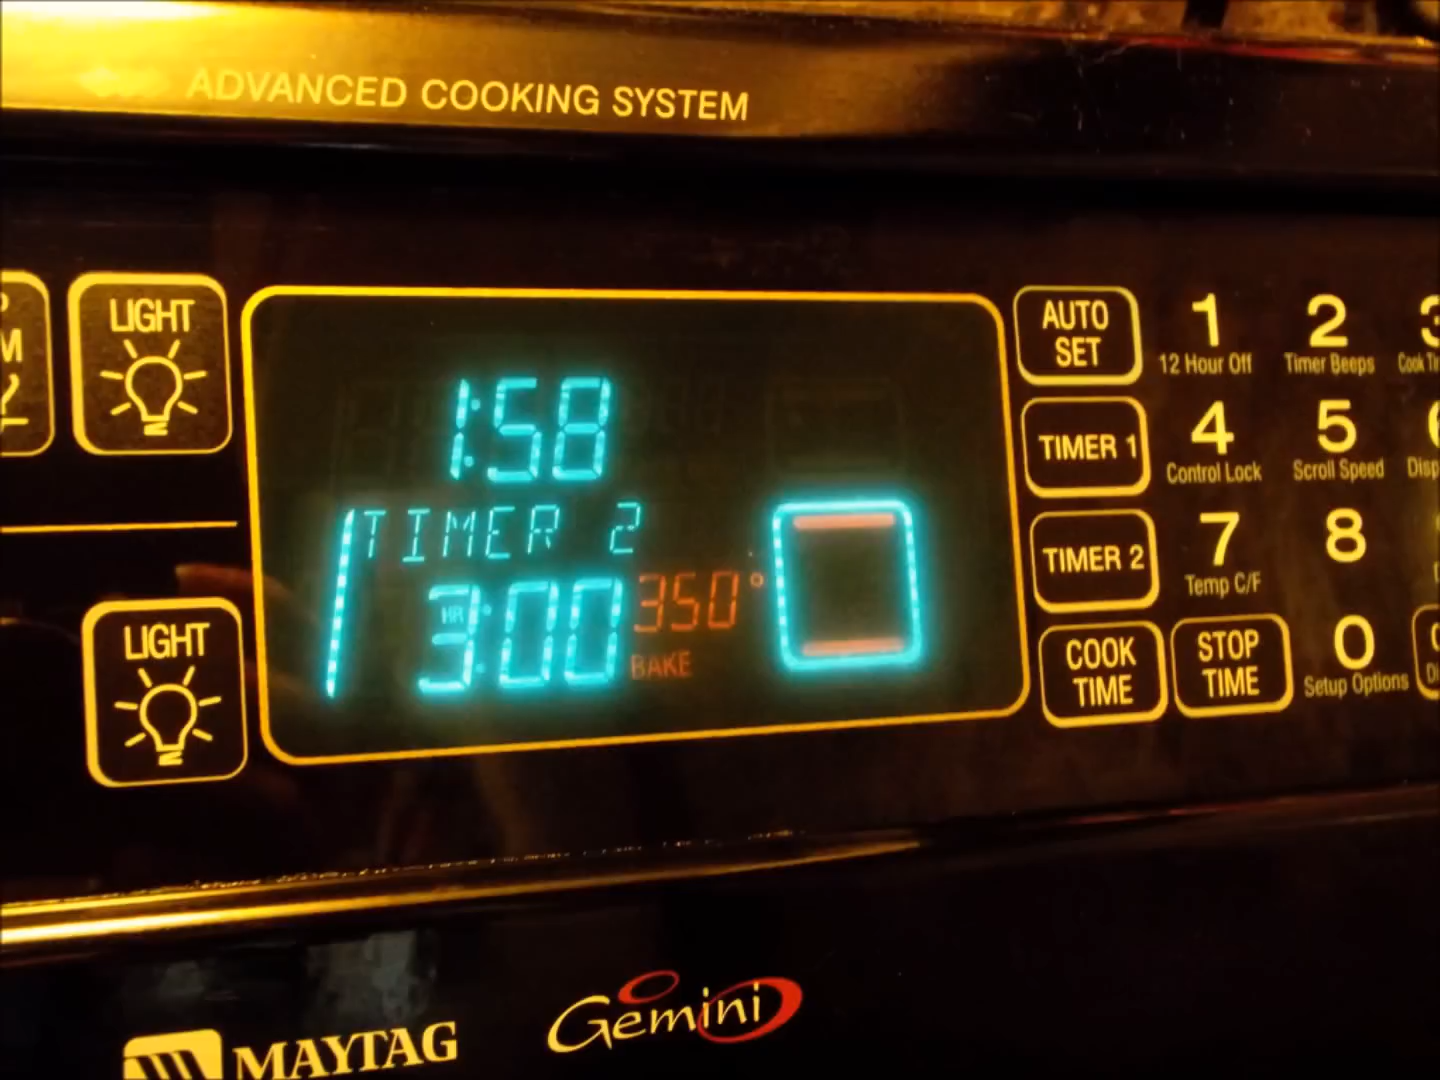 ADVANCED COOKING SYSTEM
LIGHT
LIGHT
1:58
TIMER 2
HR
3:00
350°
BAKE
AUTO
SET
TIMER 1
TIMER 2
COOK
TIME
STOP
TIME
1
12 Hour Off
2
Timer Beeps
4
Control Lock
5
Scroll Speed
7
Temp C/F
8
0
Setup Options
MAYTAG
Gemini